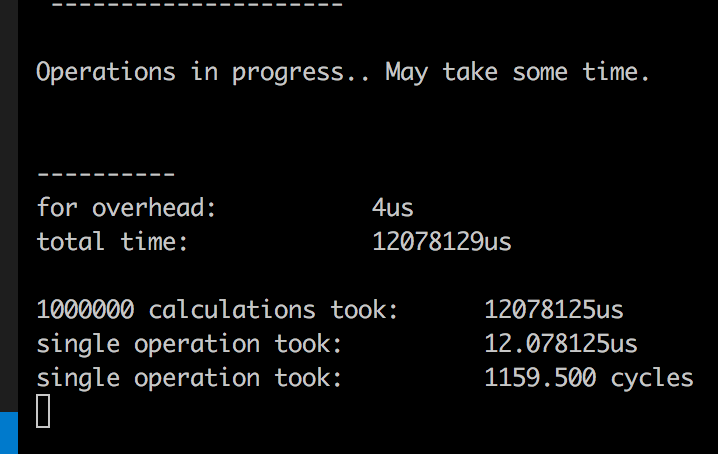 ---------------------
Operations in progress.. May take some time.
----------
for overhead: 4us
total time: 12078129us
1000000 calculations took: 12078125us
single operation took: 12.078125us
single operation took: 1159.500 cycles